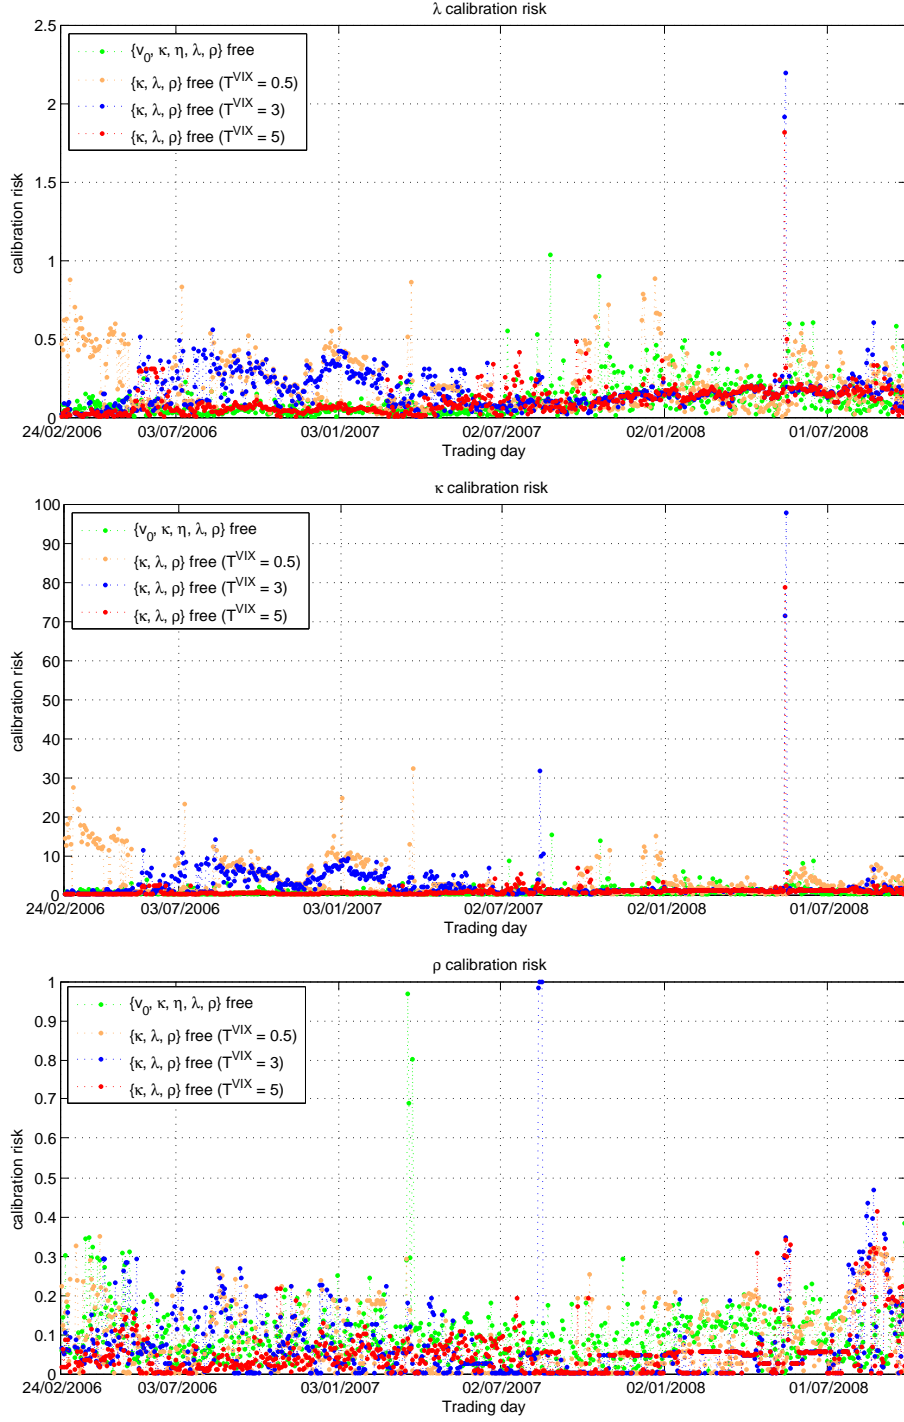 λ calibration risk
2.5
{v0, κ, η, λ, ρ} free
{κ, λ, ρ} free (T^VIX = 0.5)
{κ, λ, ρ} free (T^VIX = 3)
{κ, λ, ρ} free (T^VIX = 5)
2
1.5
calibration risk
1
0.5
0
24/02/2006 03/07/2006 03/01/2007 02/07/2007 02/01/2008 01/07/2008
Trading day
κ calibration risk
100
{v0, κ, η, λ, ρ} free
90
{κ, λ, ρ} free (T^VIX = 0.5)
80
{κ, λ, ρ} free (T^VIX = 3)
{κ, λ, ρ} free (T^VIX = 5)
70
60
calibration risk
50
40
30
20
10
0
24/02/2006 03/07/2006 03/01/2007 02/07/2007 02/01/2008 01/07/2008
Trading day
ρ calibration risk
1
{v0, κ, η, λ, ρ} free
0.9
{κ, λ, ρ} free (T^VIX = 0.5)
{κ, λ, ρ} free (T^VIX = 3)
0.8
{κ, λ, ρ} free (T^VIX = 5)
0.7
0.6
calibration risk
0.5
0.4
0.3
0.2
0.1
0
24/02/2006 03/07/2006 03/01/2007 02/07/2007 02/01/2008 01/07/2008
Trading day